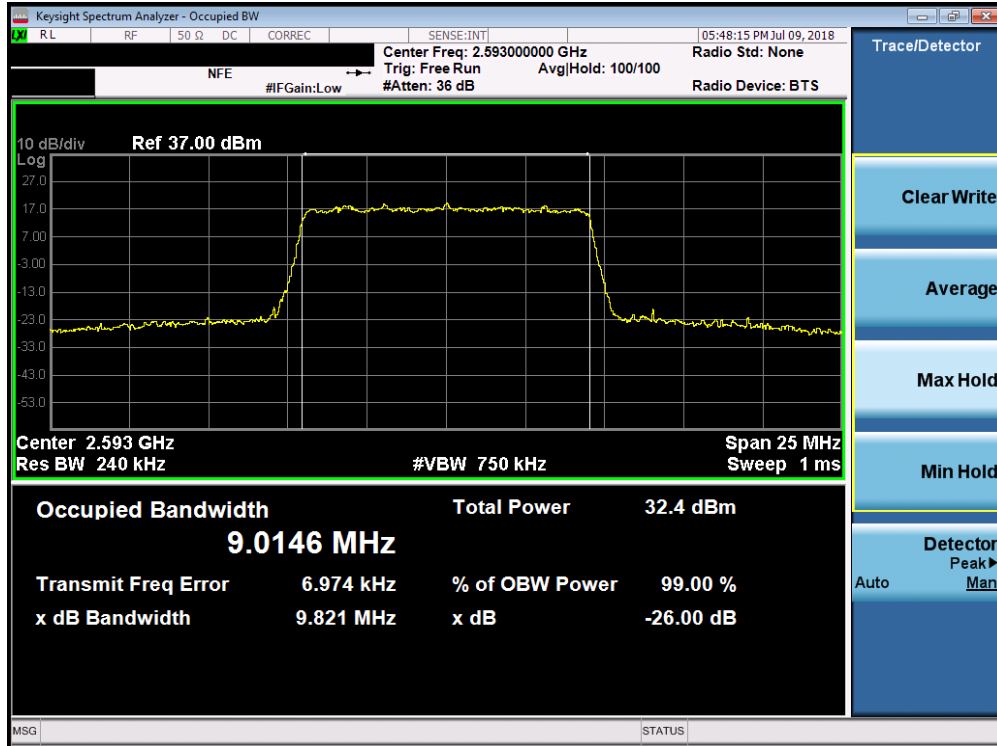 Keysight Spectrum Analyzer - Occupied BW
LXI RL RF 50 Ω DC CORREC SENSE:INT 05:48:15 PM Jul 09, 2018
Center Freq: 2.593000000 GHz Radio Std: None
NFE Trig: Free Run Avg|Hold: 100/100
#IFGain:Low #Atten: 36 dB Radio Device: BTS
10 dB/div Ref 37.00 dBm
Log
27.0
17.0
7.00
-3.00
-13.0
-23.0
-33.0
-43.0
-53.0
Center 2.593 GHz Span 25 MHz
Res BW 240 kHz #VBW 750 kHz Sweep 1 ms
Occupied Bandwidth Total Power 32.4 dBm
9.0146 MHz
Transmit Freq Error 6.974 kHz % of OBW Power 99.00 %
x dB Bandwidth 9.821 MHz x dB -26.00 dB
MSG STATUS
Trace/Detector
Clear Write
Average
Max Hold
Min Hold
Detector
Peak▶
Auto Man